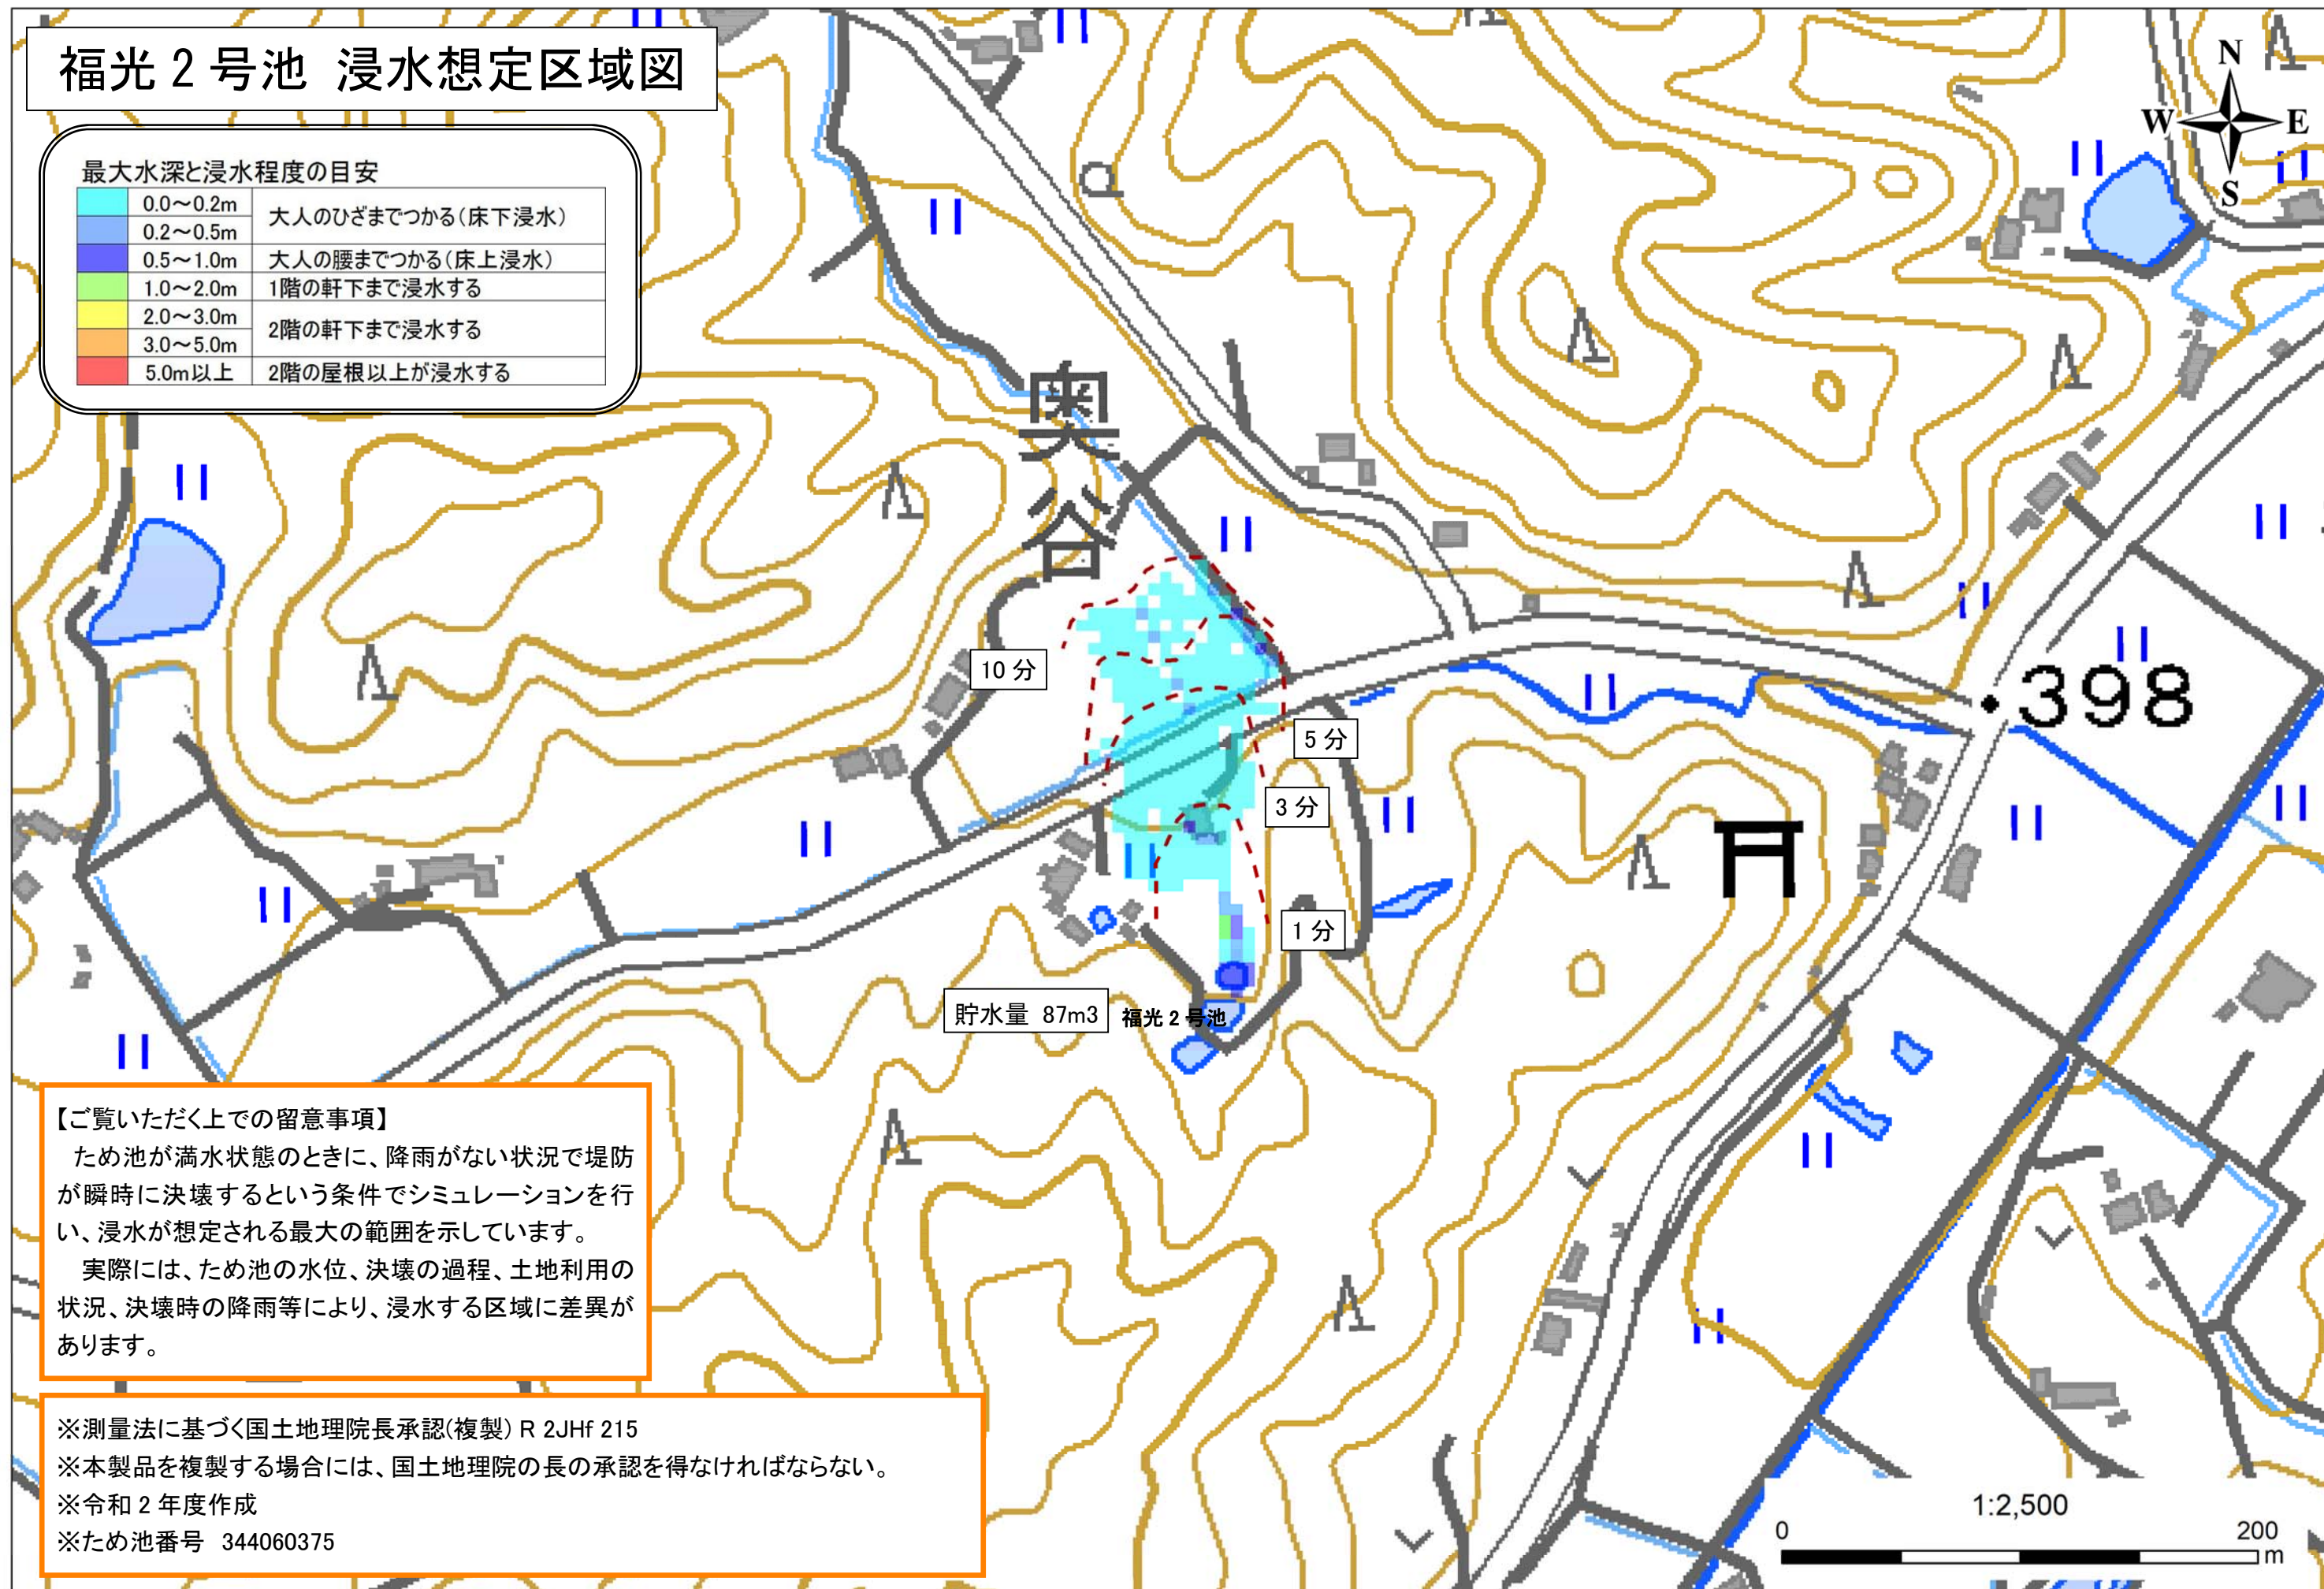 福光２号池 浸水想定区域図
最大水深と浸水程度の目安
0.0～0.2m
大人のひざまでつかる(床下浸水)
0.2～0.5m
0.5～1.0m 大人の腰までつかる(床上浸水)
1.0～2.0m 1階の軒下まで浸水する
2.0～3.0m
2階の軒下まで浸水する
3.0～5.0m
5.0m以上 2階の屋根以上が浸水する
N
W E
S
奥谷
10 分
5 分
3 分
1 分
398
貯水量 87m3
福光２号池
【ご覧いただく上での留意事項】
ため池が満水状態のときに、降雨がない状況で堤防
が瞬時に決壊するという条件でシミュレーションを行
い、浸水が想定される最大の範囲を示しています。
実際には、ため池の水位、決壊の過程、土地利用の
状況、決壊時の降雨等により、浸水する区域に差異が
あります。
※測量法に基づく国土地理院長承認(複製) R 2JHf 215
※本製品を複製する場合には、国土地理院の長の承認を得なければならない。
※令和 2 年度作成
※ため池番号 344060375
1:2,500
0 200
m